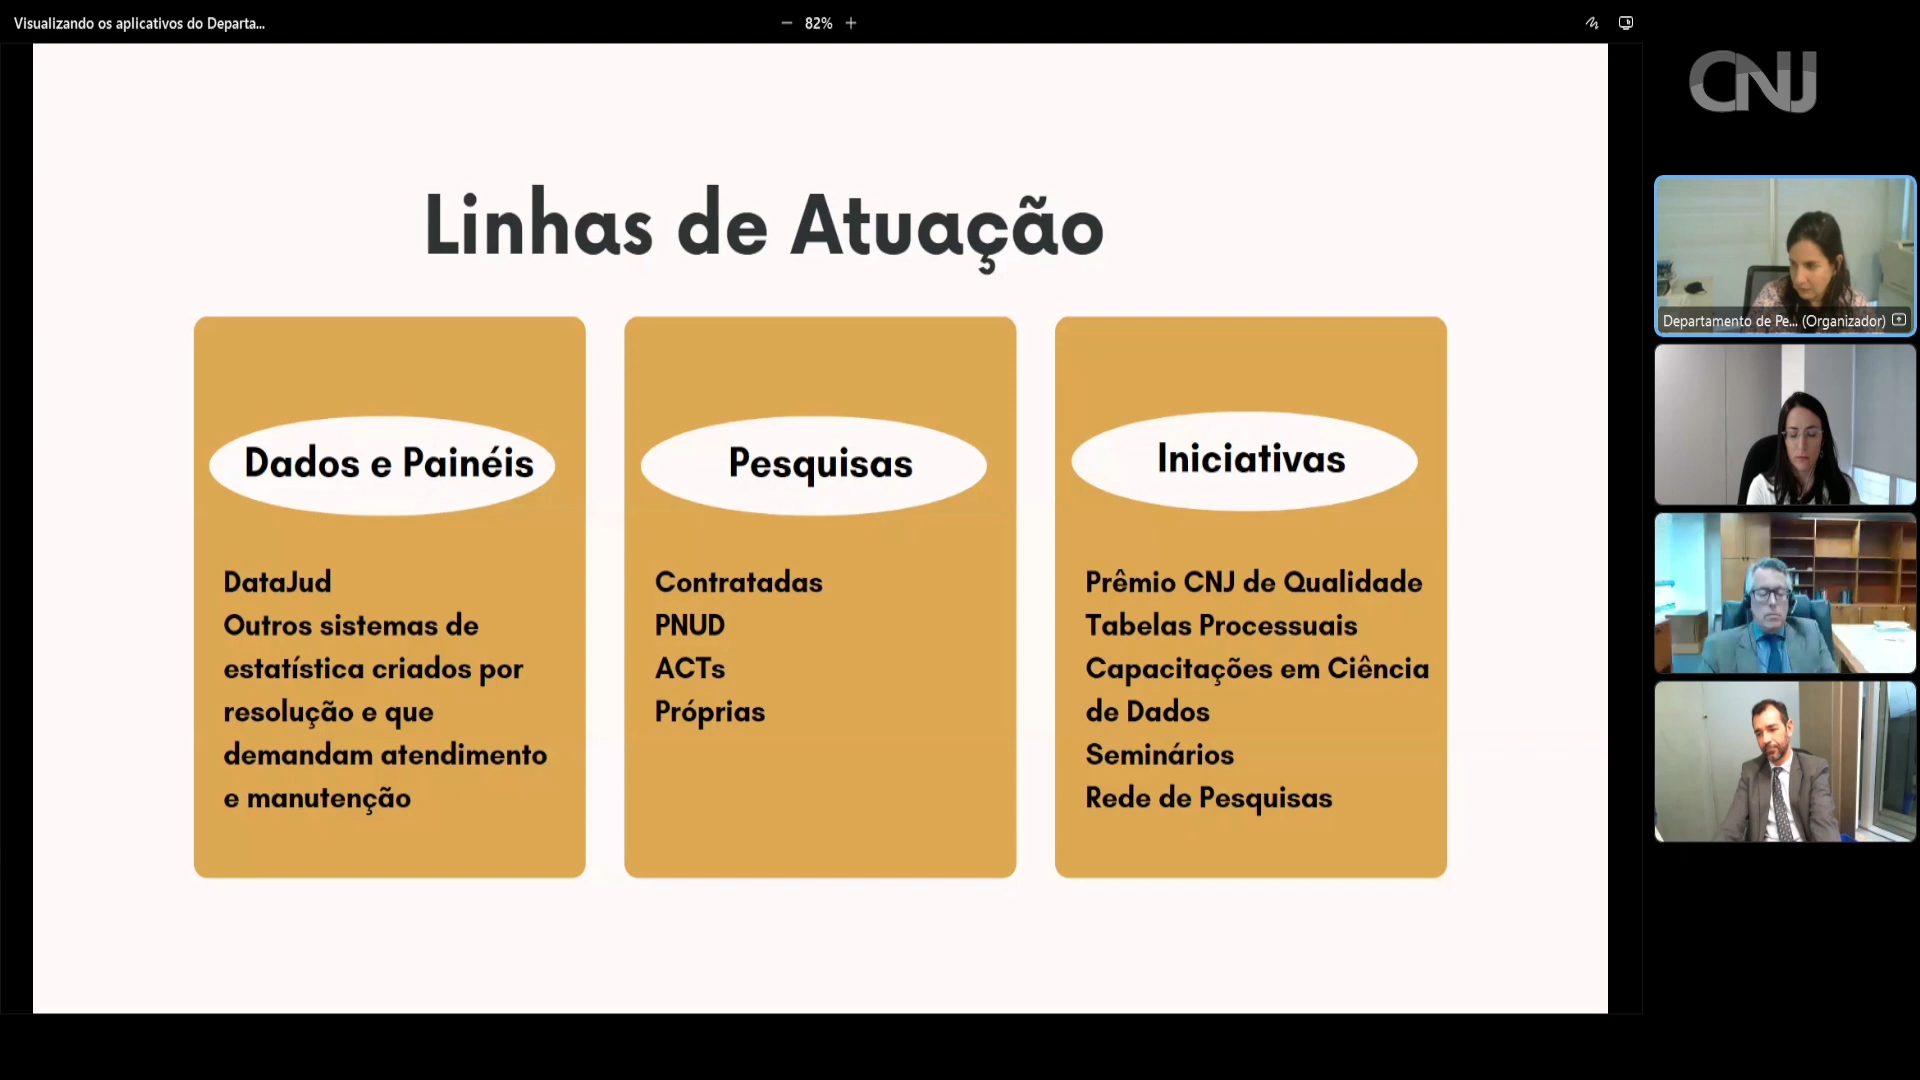 Visualizando os aplicativos do Departa...
82%
CNJ
Linhas de Atuação
Dados e Painéis
DataJud
Outros sistemas de
estatística criados por
resolução e que
demandam atendimento
e manutenção
Pesquisas
Contratadas
PNUD
ACTs
Próprias
Iniciativas
Prêmio CNJ de Qualidade
Tabelas Processuais
Capacitações em Ciência
de Dados
Seminários
Rede de Pesquisas
Departamento de Pe... (Organizador)